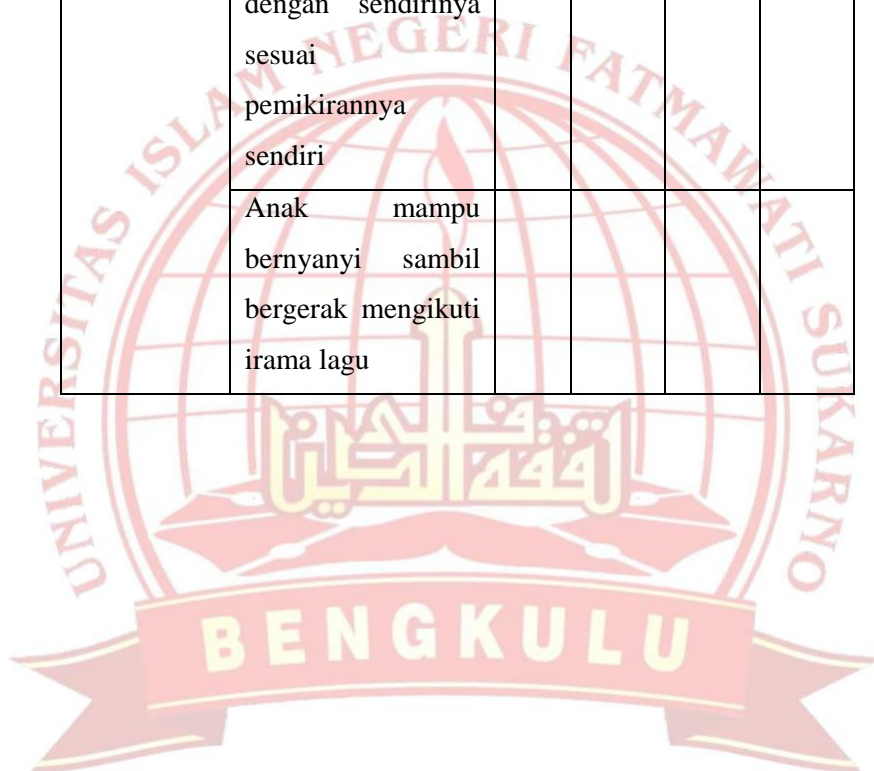 dengan sendirinya
sesuai
pemikirannya
sendiri
Anak mampu
bernyanyi sambil
bergerak mengikuti
irama lagu
UNIVERSITAS ISLAM NEGERI FATMAWATI SUKARNO
BENGKULU